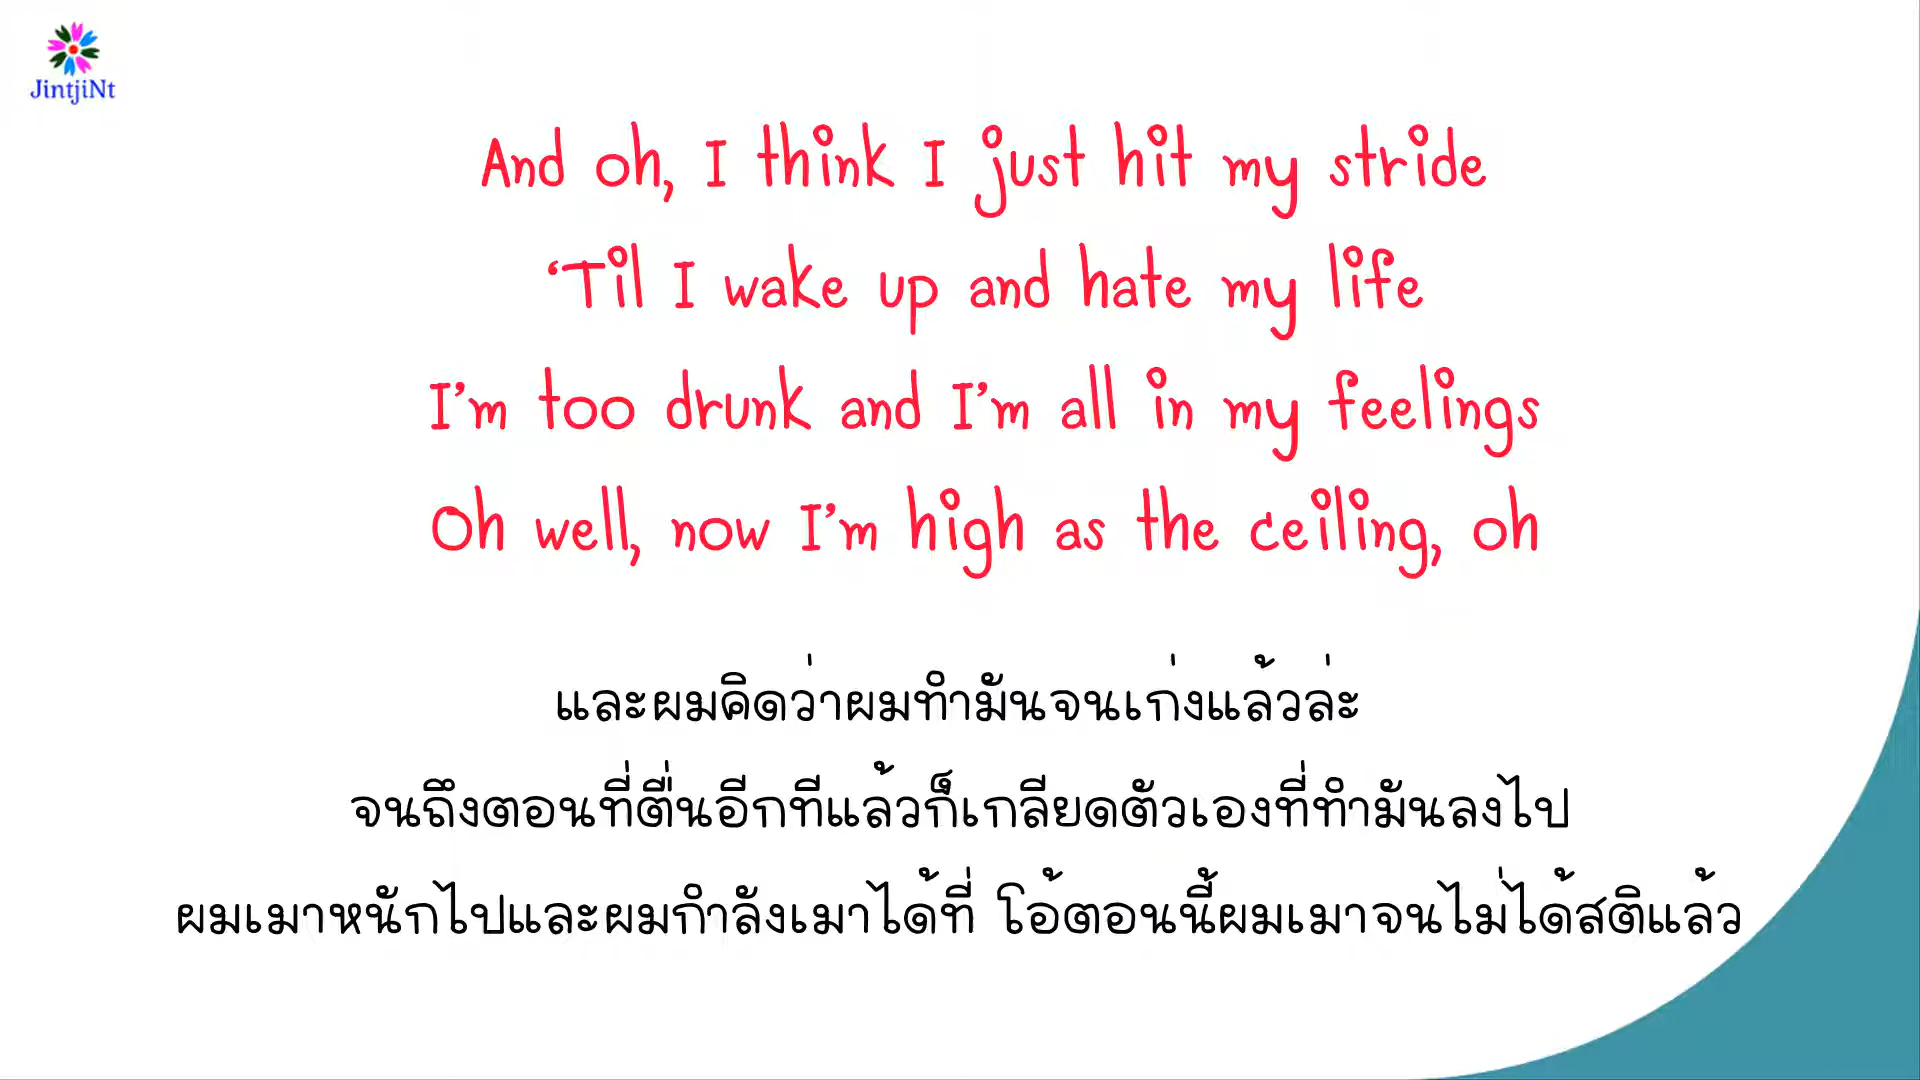 JintjiNt
And oh, I think I just hit my stride
‘Til I wake up and hate my life
I’m too drunk and I’m all in my feelings
Oh well, now I’m high as the ceiling, oh
และผมคิดว่าผมทำมันจนเก่งแล้วล่ะ
จนถึงตอนที่ตื่นอีกทีแล้วก็เกลียดตัวเองที่ทำมันลงไป
ผมเมาหนักไปและผมกำลังเมาได้ที่ โอ้ตอนนี้ผมเมาจนไม่ได้สติแล้ว